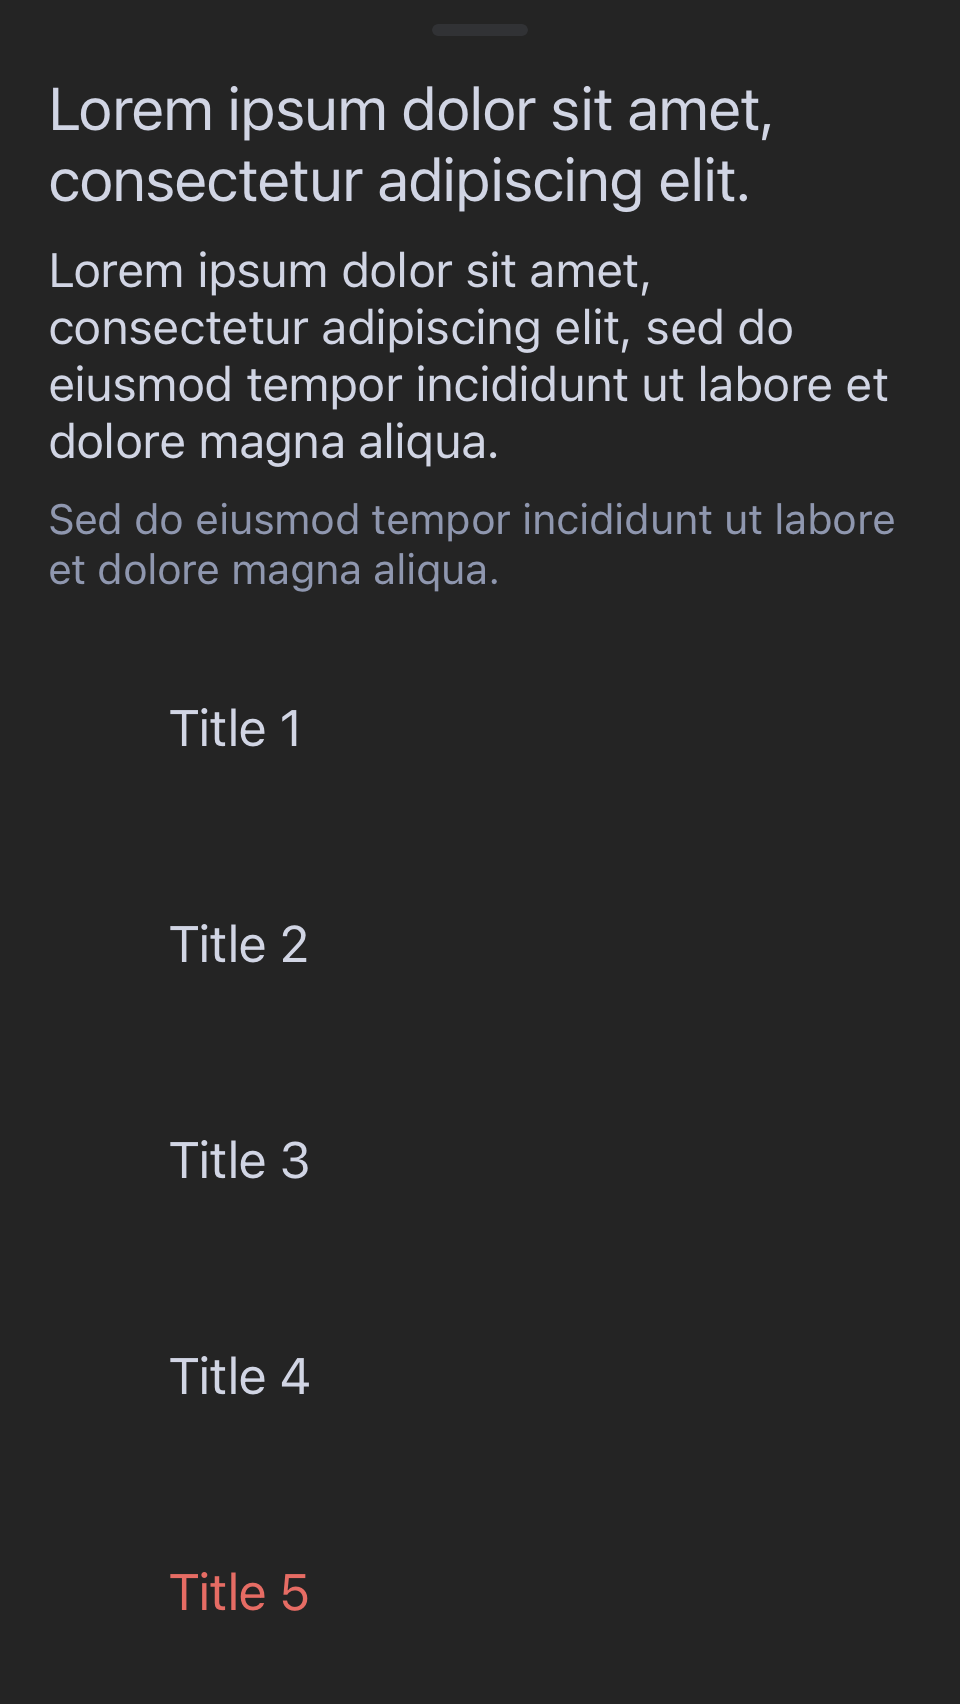 Lorem ipsum dolor sit amet,
consectetur adipiscing elit.
Lorem ipsum dolor sit amet,
consectetur adipiscing elit, sed do
eiusmod tempor incididunt ut labore et
dolore magna aliqua.
Sed do eiusmod tempor incididunt ut labore
et dolore magna aliqua.
Title 1
Title 2
Title 3
Title 4
Title 5